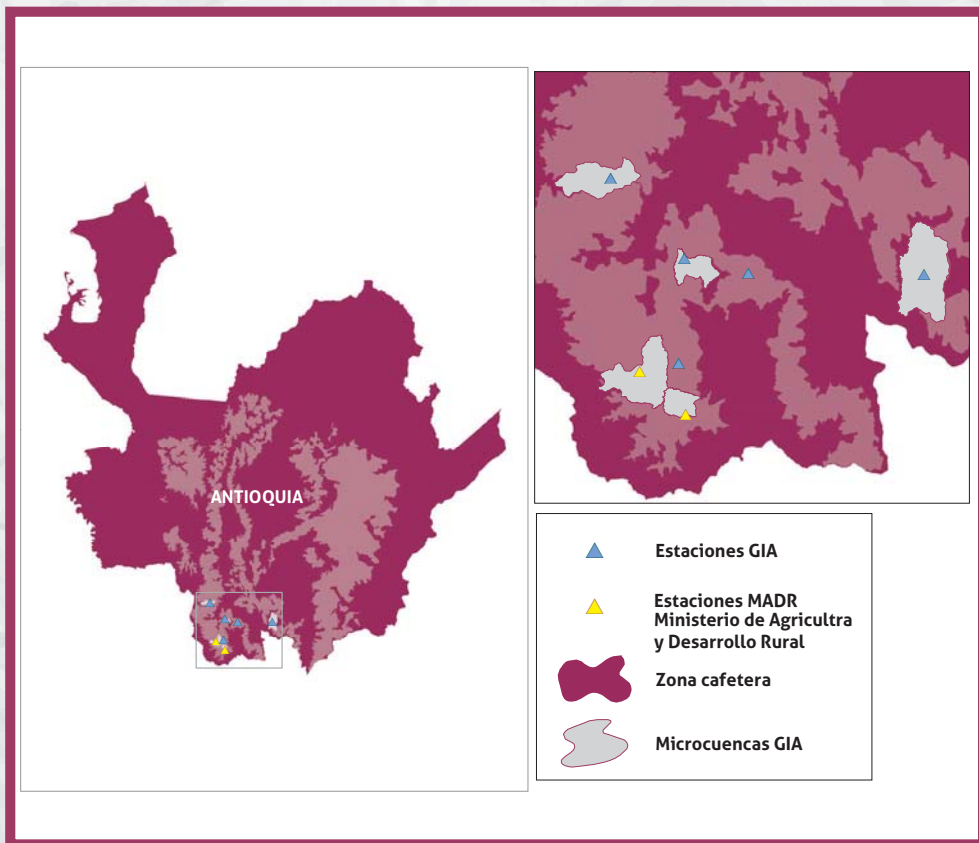 ANTIOQUIA
Estaciones GIA
Estaciones MADR
Ministerio de Agricultra
y Desarrollo Rural
Zona cafetera
Microcuencas GIA